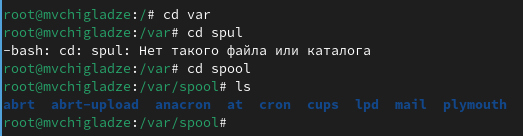 root@mvchigladze:/# cd var
root@mvchigladze:/var# cd spul
-bash: cd: spul: Нет такого файла или каталога
root@mvchigladze:/var# cd spool
root@mvchigladze:/var/spool# ls
abrt  abrt-upload  anacron  at  cron  cups  lpd  mail  plymouth
root@mvchigladze:/var/spool#